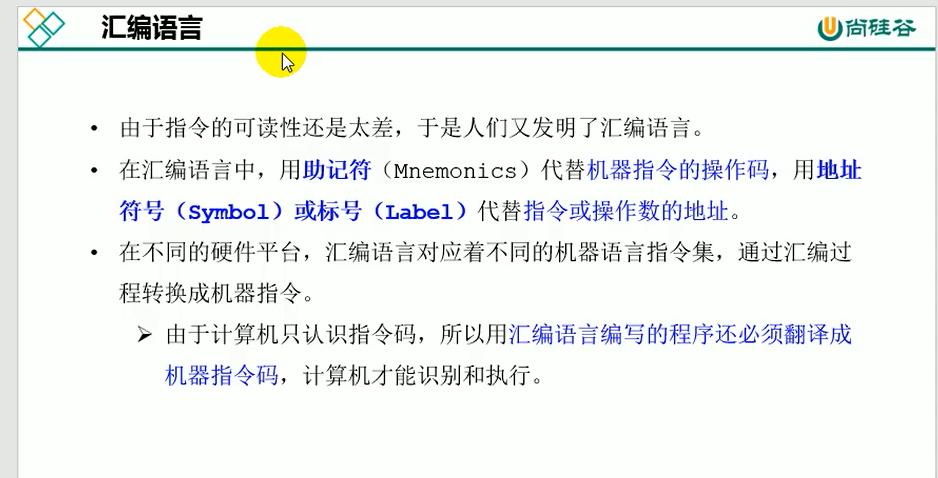 汇编语言
尚硅谷
• 由于指令的可读性还是太差，于是人们又发明了汇编语言。
• 在汇编语言中，用助记符（Mnemonics）代替机器指令的操作码，用地址
符号（Symbol）或标号（Label）代替指令或操作数的地址。
• 在不同的硬件平台，汇编语言对应着不同的机器语言指令集，通过汇编过
程转换成机器指令。
➢ 由于计算机只认识指令码，所以用汇编语言编写的程序还必须翻译成
机器指令码，计算机才能识别和执行。